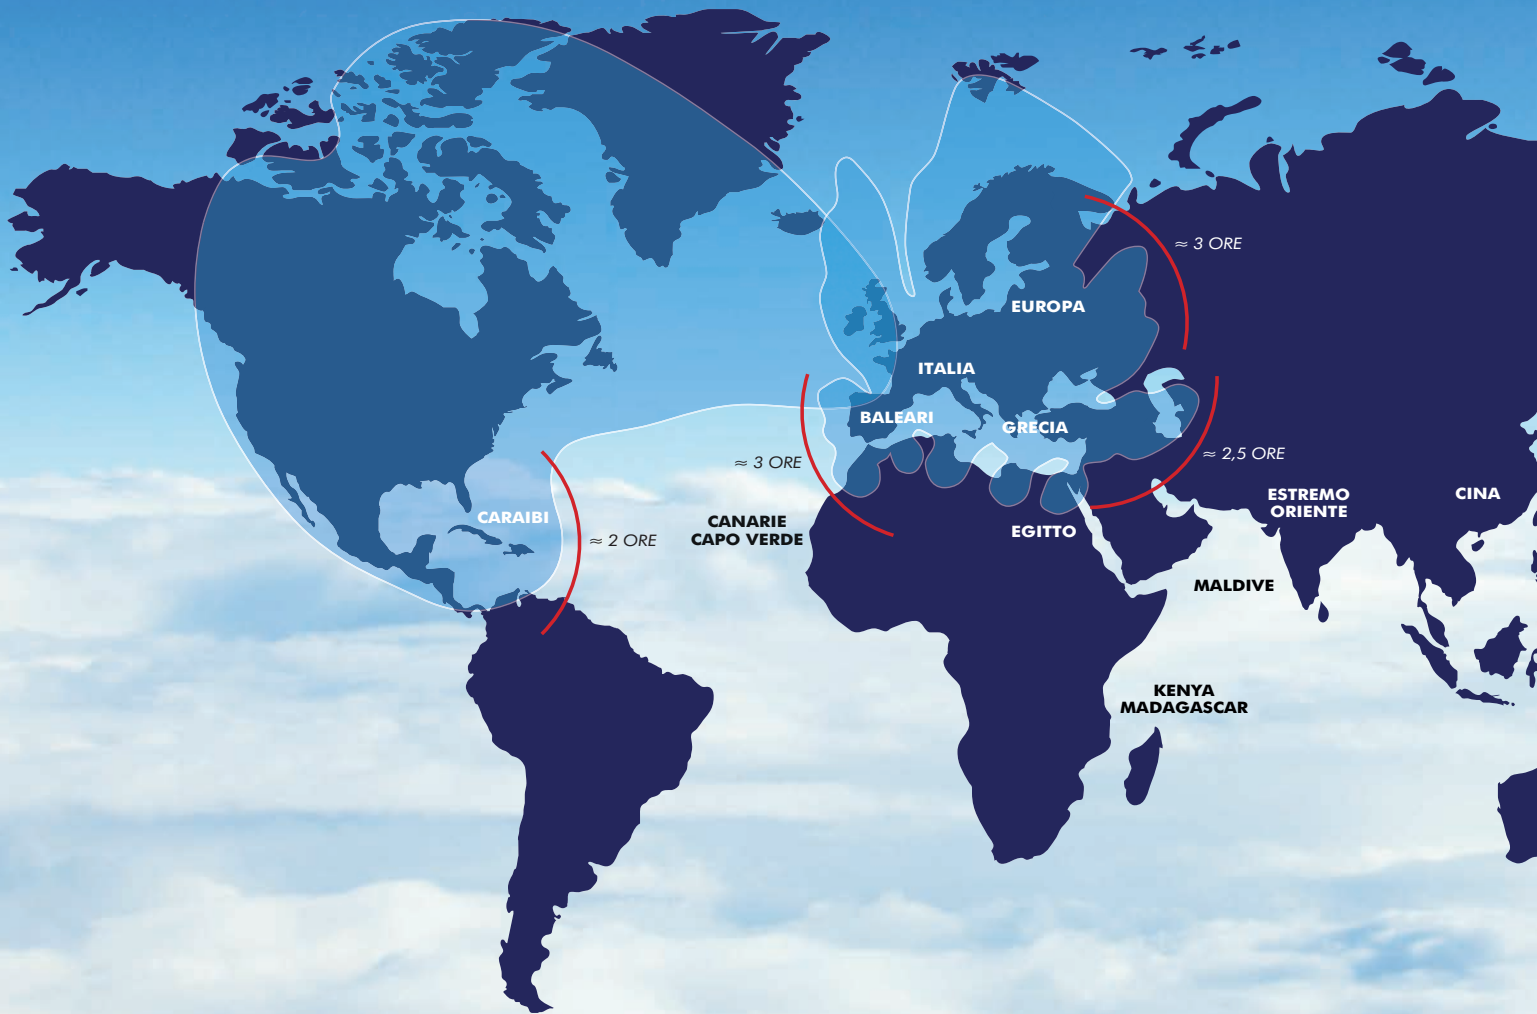 ≈ 3 ORE
EUROPA
ITALIA
BALEARI
GRECIA
≈ 3 ORE
≈ 2,5 ORE
CARAIBI
≈ 2 ORE
CANARIE
CAPO VERDE
EGITTO
ESTREMO
ORIENTE
CINA
MALDIVE
KENYA
MADAGASCAR